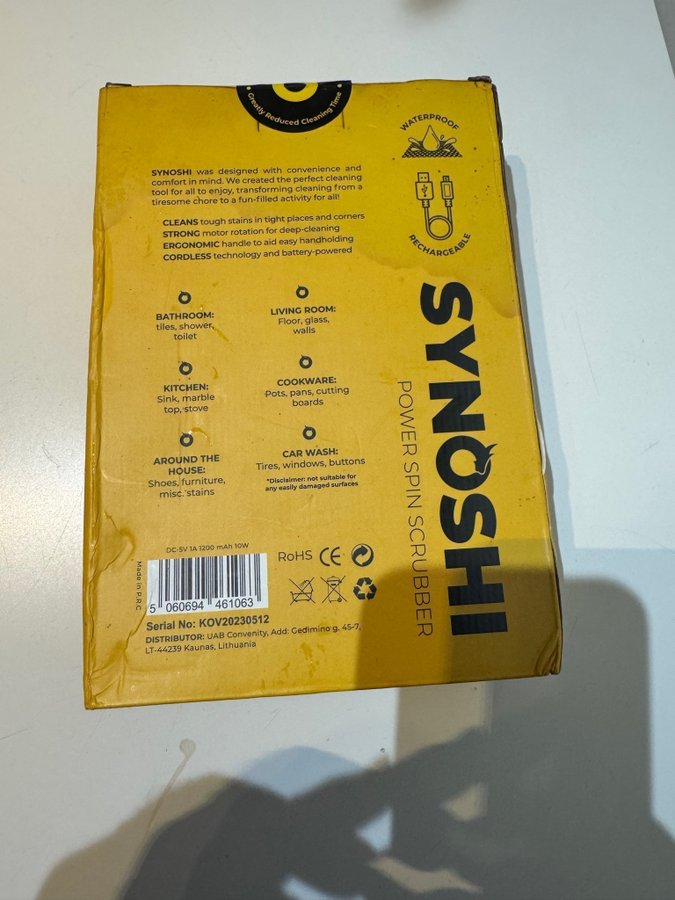 Greatly Reduced Cleaning Time
WATERPROOF
SYNOSHI was designed with convenience and
comfort in mind. We created the perfect cleaning
tool for all to enjoy, transforming cleaning from a
tiresome chore to a fun-filled activity for all!
CLEANS tough stains in tight places and corners
STRONG motor rotation for deep-cleaning
ERGONOMIC handle to aid easy handholding
CORDLESS technology and battery-powered
RECHARGEABLE
BATHROOM:
tiles, shower,
toilet
LIVING ROOM:
Floor, glass,
walls
KITCHEN:
Sink, marble
top, stove
COOKWARE:
Pots, pans, cutting
boards
AROUND THE
HOUSE:
Shoes, furniture,
misc. stains
CAR WASH:
Tires, windows, buttons
*Disclaimer: not suitable for
any easily damaged surfaces
SYNOSHI
POWER SPIN SCRUBBER
DC-5V 1A 1200 mAh 10W
Made in P.R.C
RoHS CE
5 060694 461063
Serial No: KOV20230512
DISTRIBUTOR: UAB Convenity, Add: Gedimino g. 45-7,
LT-44239 Kaunas, Lithuania